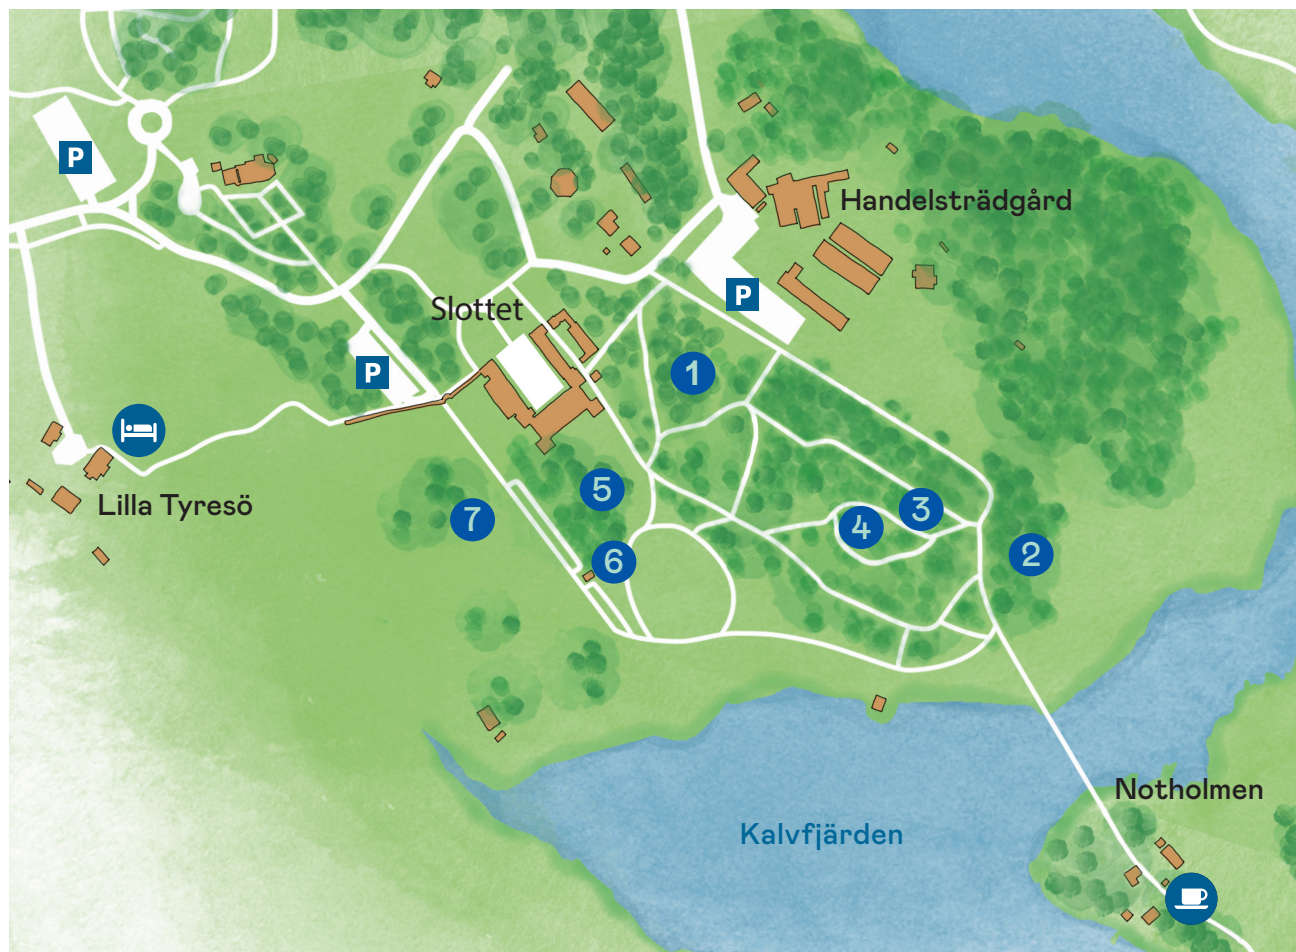 P
Handelsträdgård
P
Slottet
P
1
Lilla Tyresö
5
7
3
4
6
2
Notholmen
Kalvfjärden